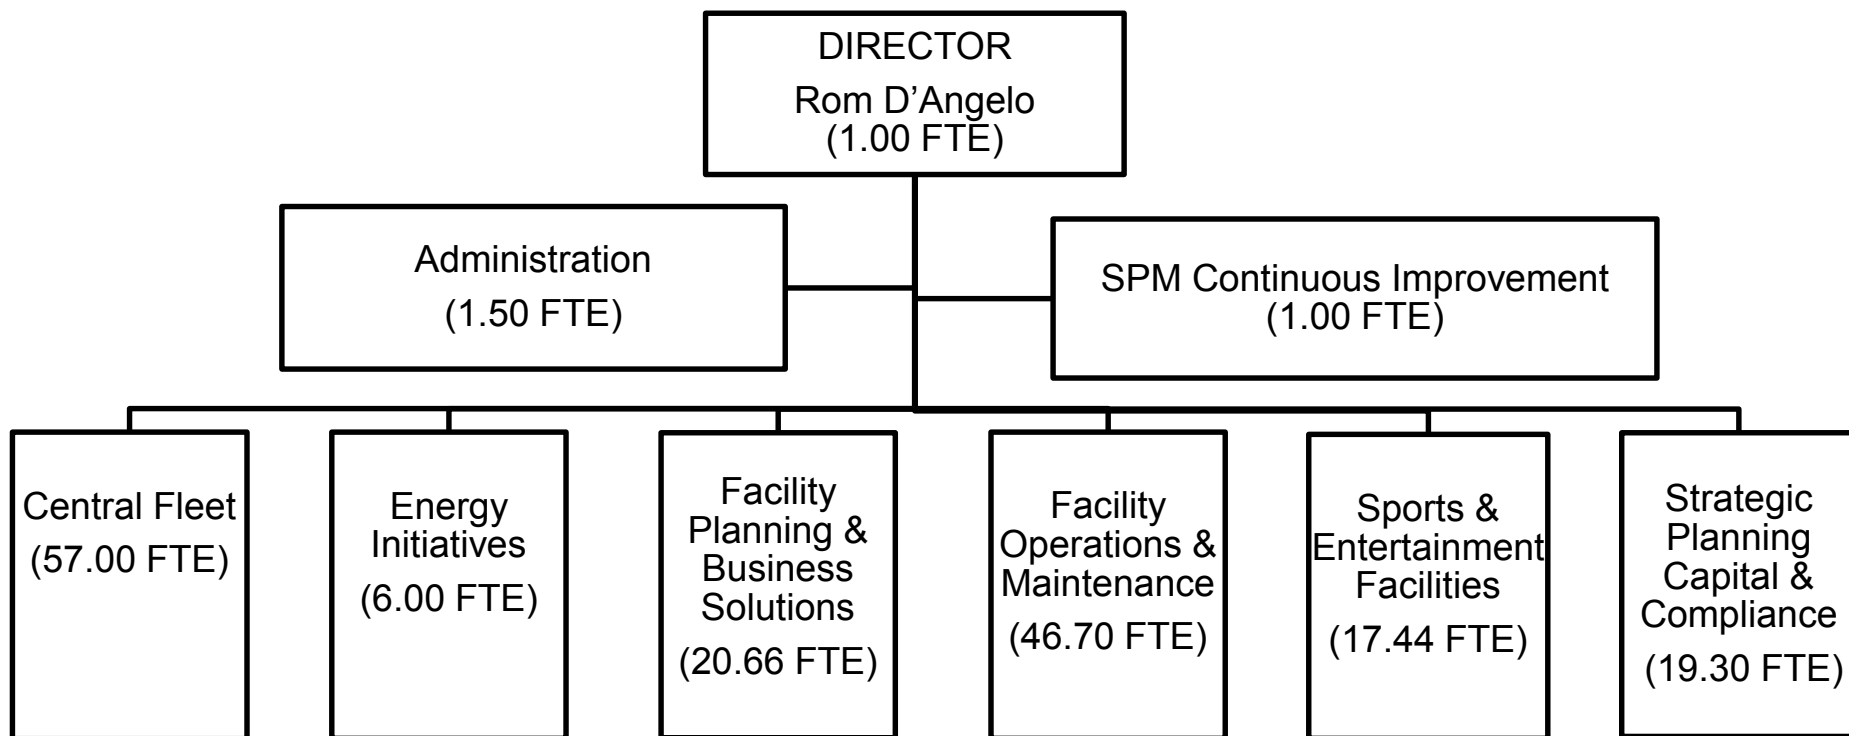 DIRECTOR
Rom D’Angelo
(1.00 FTE)
Administration
(1.50 FTE)
SPM Continuous Improvement
(1.00 FTE)
Central Fleet
(57.00 FTE)
Energy
Initiatives
(6.00 FTE)
Facility
Planning &
Business
Solutions
(20.66 FTE)
Facility
Operations &
Maintenance
(46.70 FTE)
Sports &
Entertainment
Facilities
(17.44 FTE)
Strategic
Planning
Capital &
Compliance
(19.30 FTE)